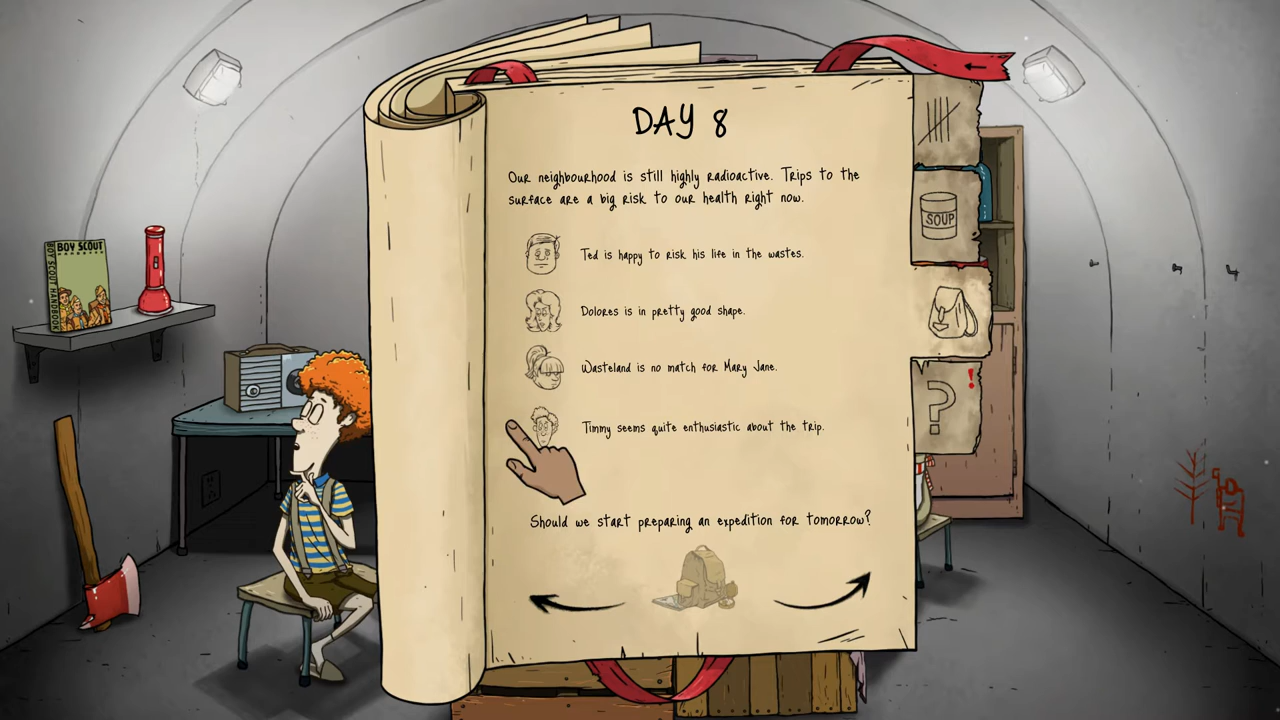 DAY 8
Our neighbourhood is still highly radioactive. Trips to the
surface are a big risk to our health right now.
Ted is happy to risk his life in the wastes.
Dolores is in pretty good shape.
Wasteland is no match for Mary Jane.
Timmy seems quite enthusiastic about the trip.
Should we start preparing an expedition for tomorrow?
SOUP
?
!
BOY SCOUT
HANDBOOK
BOY SCOUT HANDBOOK